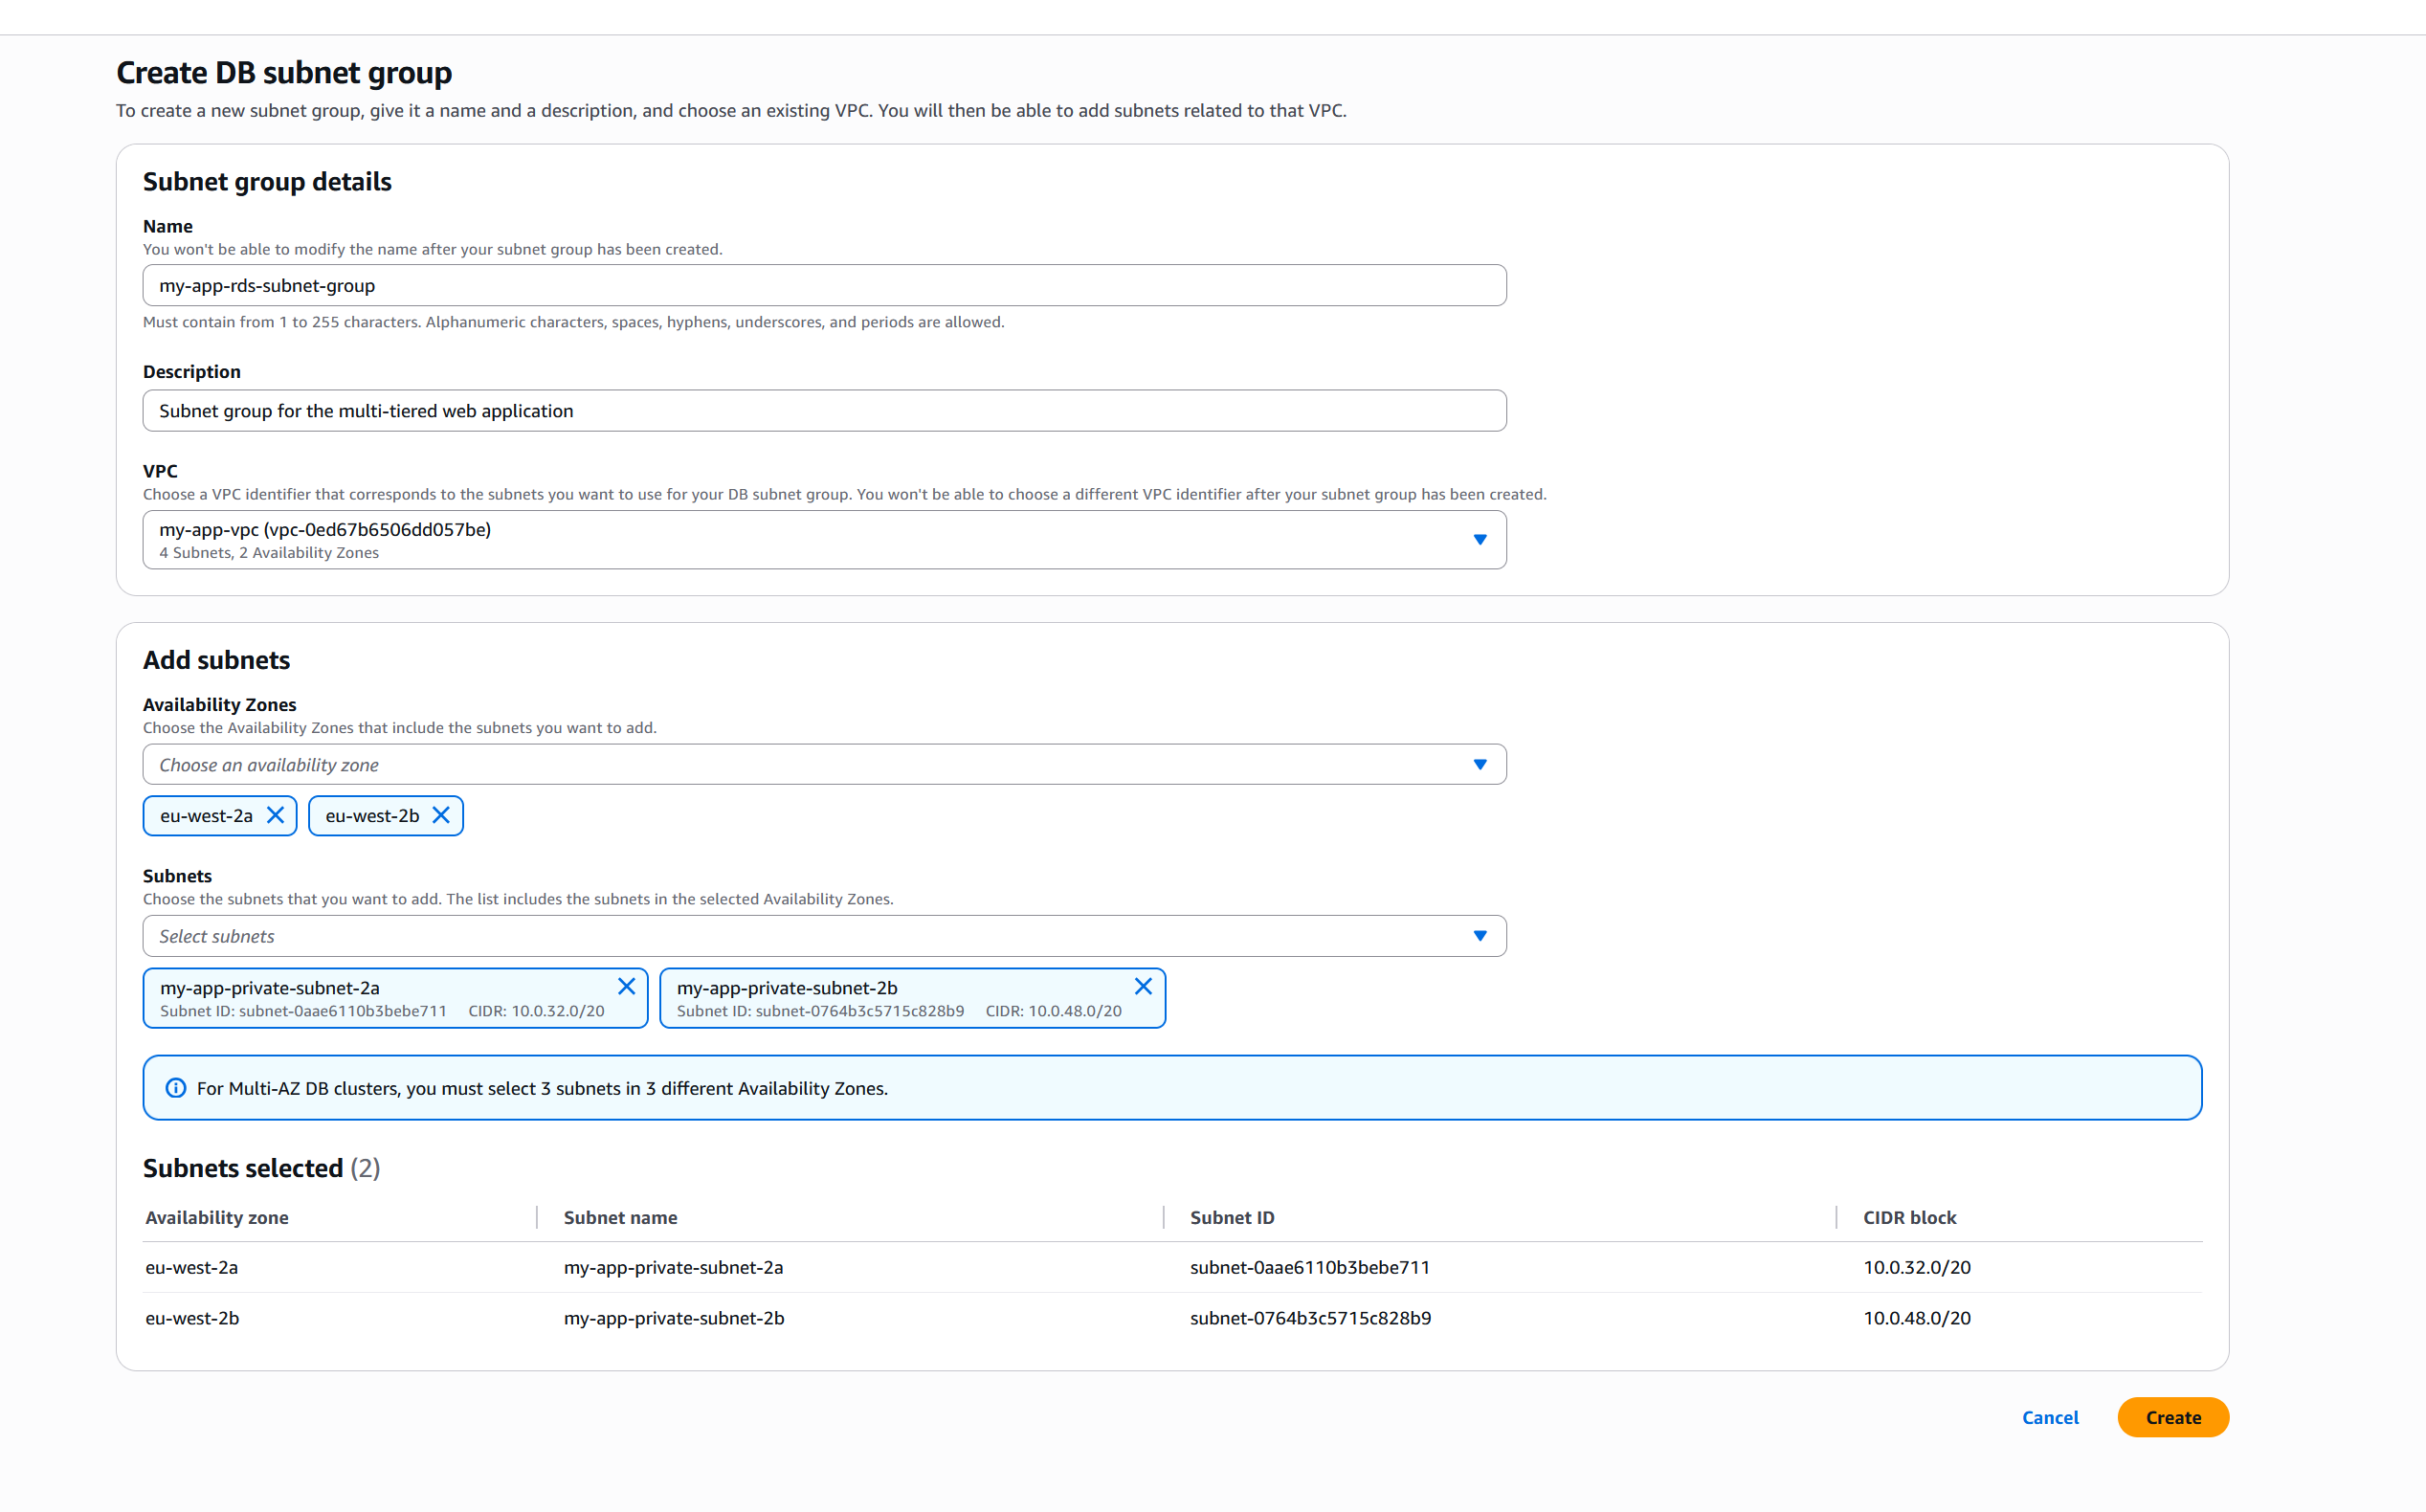 Create DB subnet group
To create a new subnet group, give it a name and a description, and choose an existing VPC. You will then be able to add subnets related to that VPC.
Subnet group details
Name
You won't be able to modify the name after your subnet group has been created.
my-app-rds-subnet-group
Must contain from 1 to 255 characters. Alphanumeric characters, spaces, hyphens, underscores, and periods are allowed.
Description
Subnet group for the multi-tiered web application
VPC
Choose a VPC identifier that corresponds to the subnets you want to use for your DB subnet group. You won't be able to choose a different VPC identifier after your subnet group has been created.
my-app-vpc (vpc-0ed67b6506dd057be)
4 Subnets, 2 Availability Zones
Add subnets
Availability Zones
Choose the Availability Zones that include the subnets you want to add.
Choose an availability zone
eu-west-2a eu-west-2b
Subnets
Choose the subnets that you want to add. The list includes the subnets in the selected Availability Zones.
Select subnets
my-app-private-subnet-2a my-app-private-subnet-2b
Subnet ID: subnet-0aae6110b3bebe711 CIDR: 10.0.32.0/20 Subnet ID: subnet-0764b3c5715c828b9 CIDR: 10.0.48.0/20
For Multi-AZ DB clusters, you must select 3 subnets in 3 different Availability Zones.
Subnets selected (2)
Availability zone Subnet name Subnet ID CIDR block
eu-west-2a my-app-private-subnet-2a subnet-0aae6110b3bebe711 10.0.32.0/20
eu-west-2b my-app-private-subnet-2b subnet-0764b3c5715c828b9 10.0.48.0/20
Cancel Create